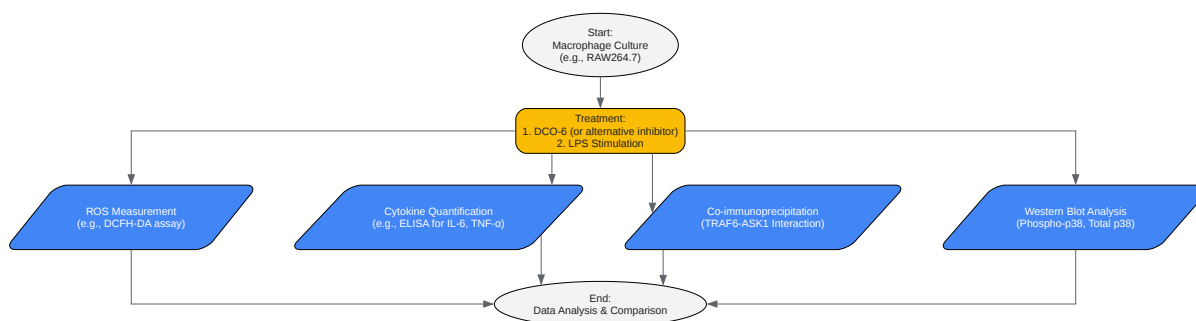 Start:
Macrophage Culture
(e.g., RAW264.7)
Treatment:
1. DCO-6 (or alternative inhibitor)
2. LPS Stimulation
ROS Measurement
(e.g., DCFH-DA assay)
Cytokine Quantification
(e.g., ELISA for IL-6, TNF-α)
Co-immunoprecipitation
(TRAF6-ASK1 Interaction)
Western Blot Analysis
(Phospho-p38, Total p38)
End:
Data Analysis & Comparison